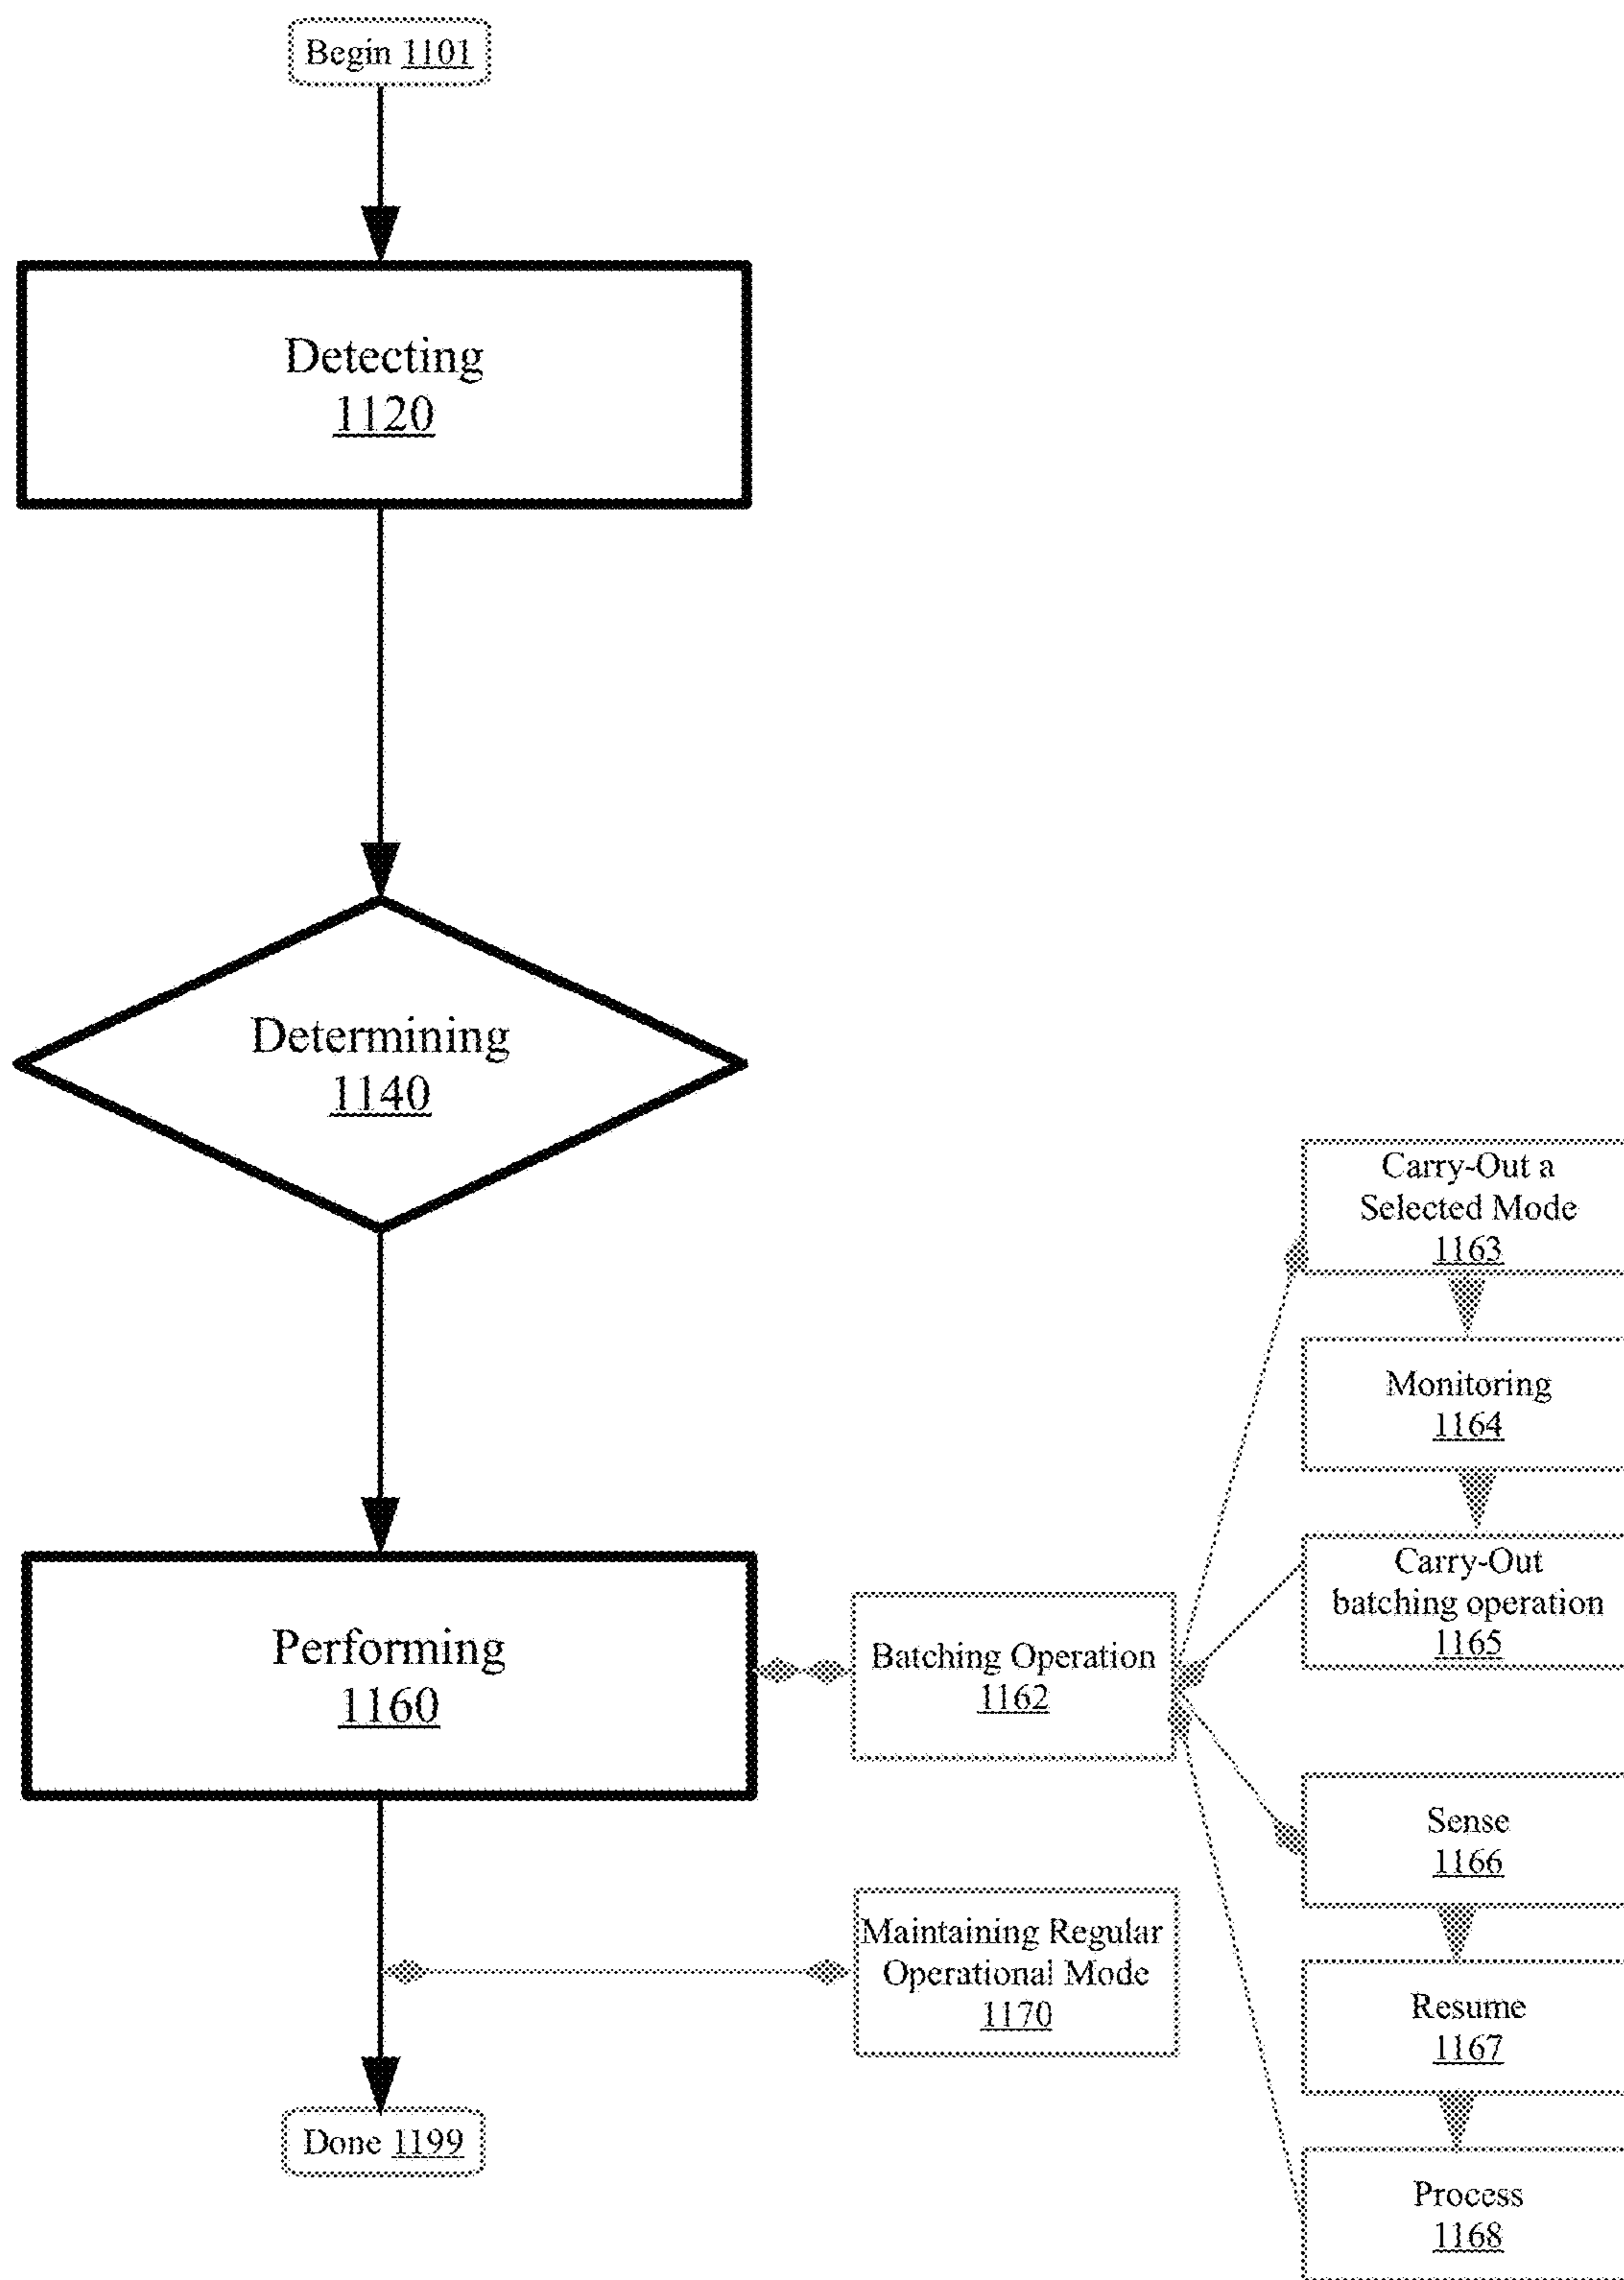 Begin 1101
Detecting
1120
Determining
1140
Performing
1160
Batching Operation
1162
Carry-Out a
Selected Mode
1163
Monitoring
1164
Carry-Out
batching operation
1165
Sense
1166
Resume
1167
Process
1168
Maintaining Regular
Operational Mode
1170
Done 1199